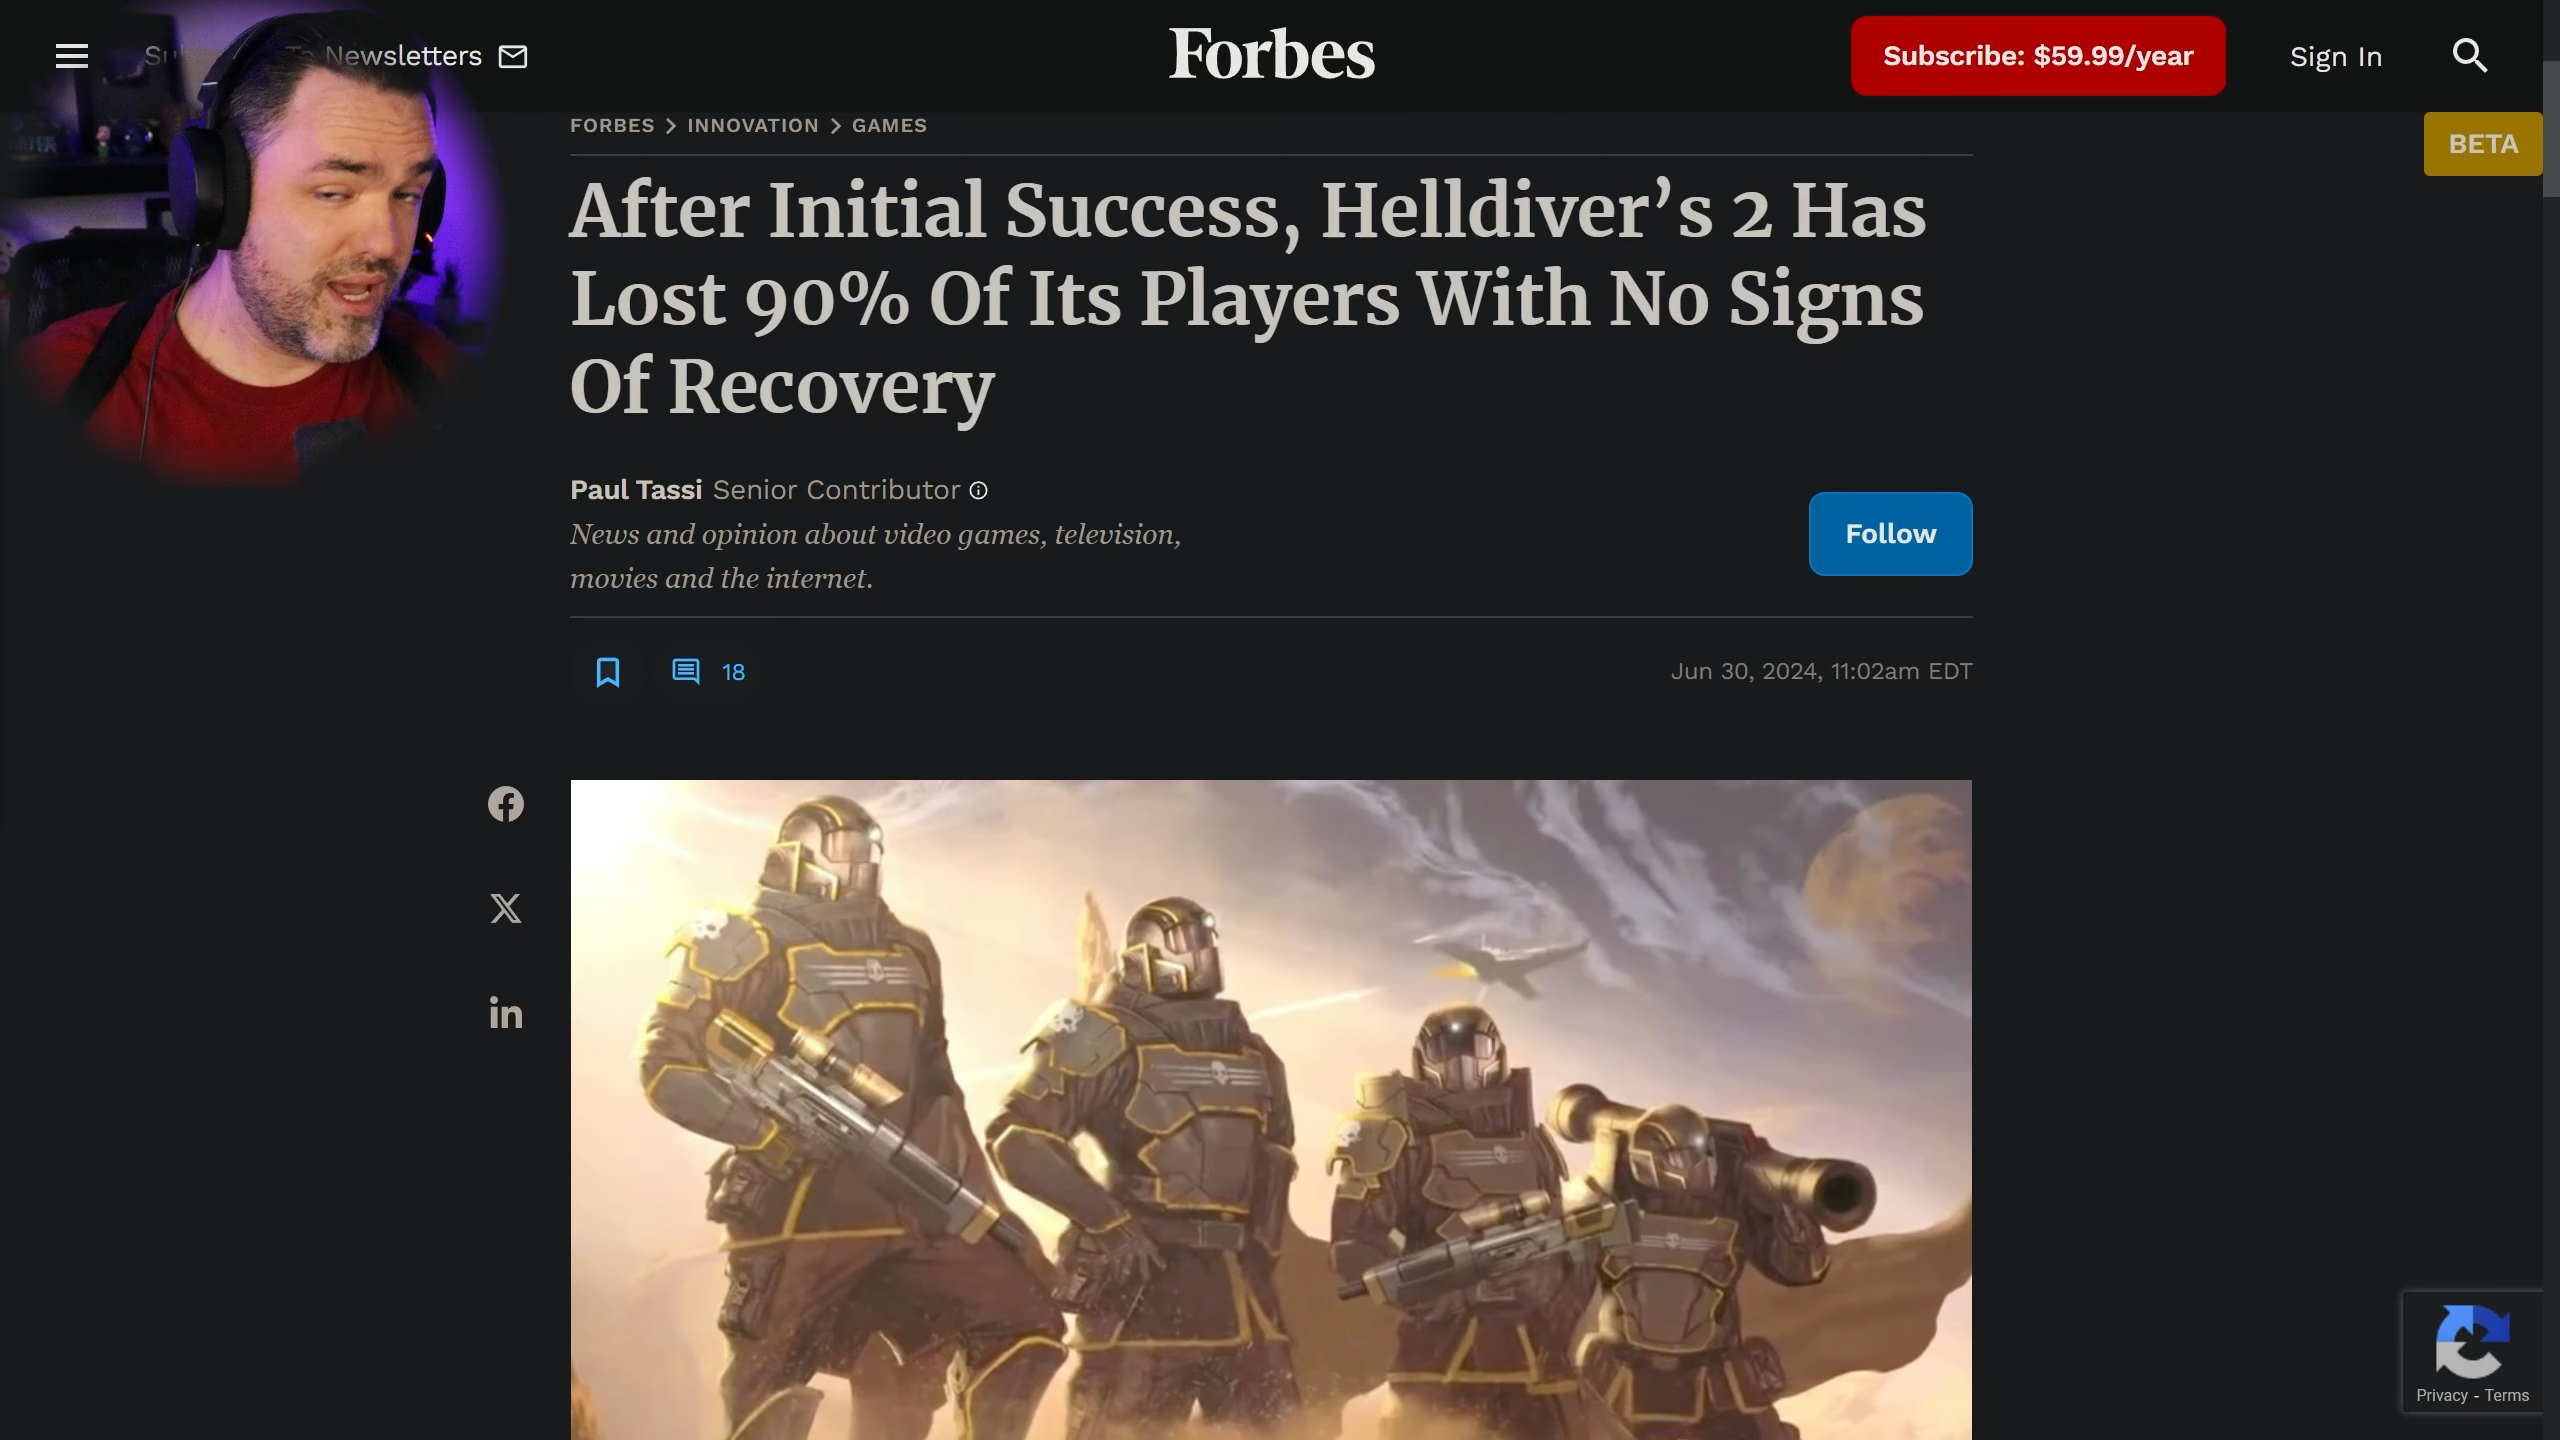 Newsletters
Forbes
Subscribe: $59.99/year
Sign In
BETA
FORBES > INNOVATION > GAMES
After Initial Success, Helldiver’s 2 Has
Lost 90% Of Its Players With No Signs
Of Recovery
Paul Tassi Senior Contributor
News and opinion about video games, television,
movies and the internet.
Follow
18
Jun 30, 2024, 11:02am EDT
Privacy - Terms